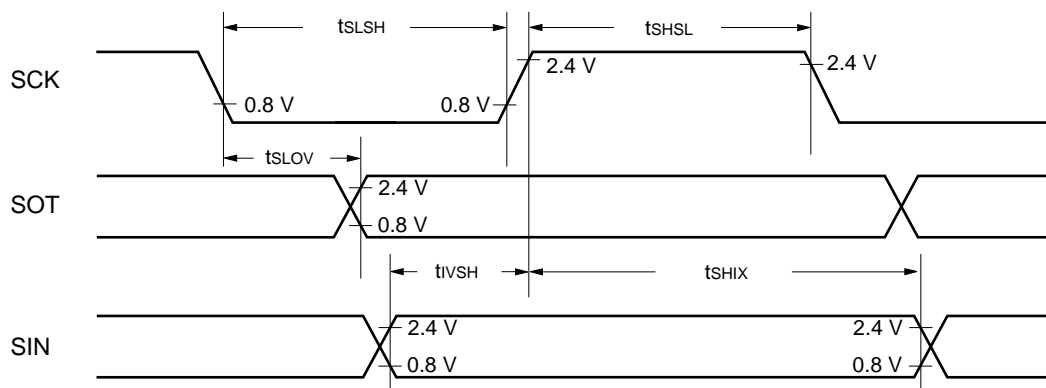 tSLSH tSHSL
SCK 0.8 V 0.8 V 2.4 V 2.4 V
tSLOV
SOT 2.4 V
0.8 V
tIVSH tSHIX
SIN 2.4 V 2.4 V
0.8 V 0.8 V